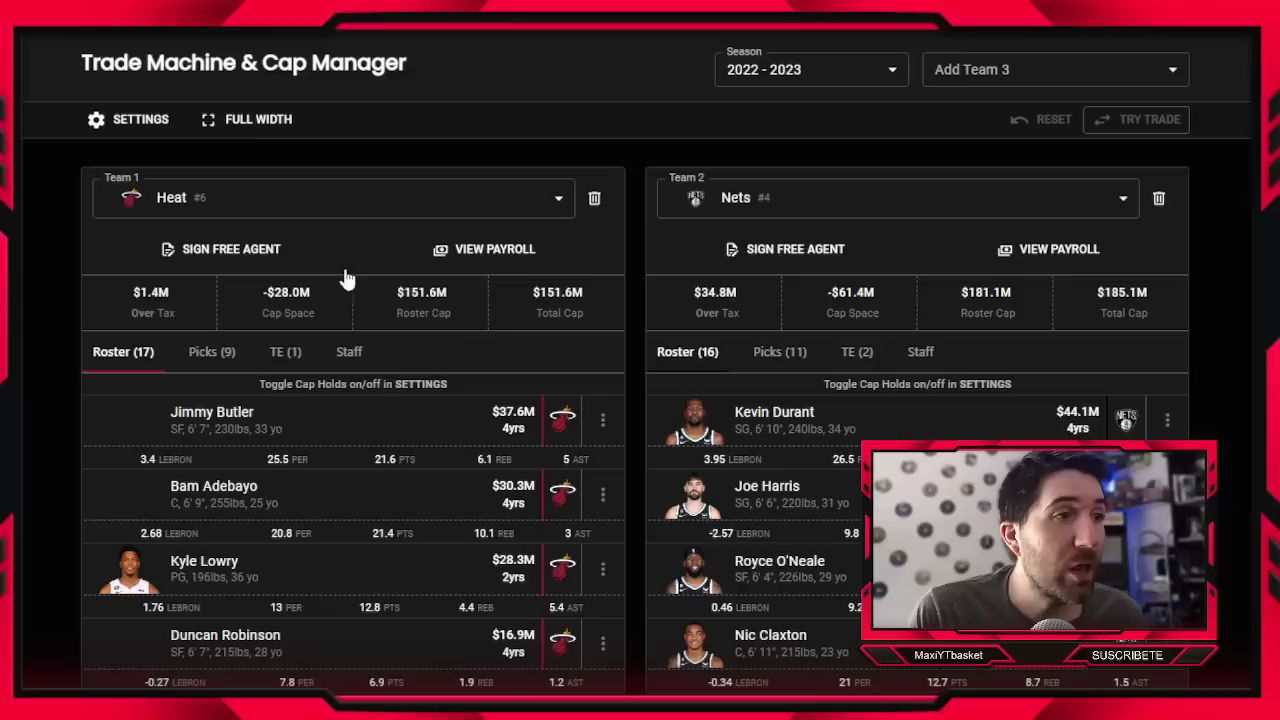 Trade Machine & Cap Manager
Season
2022 - 2023
Add Team 3
SETTINGS
FULL WIDTH
RESET
TRY TRADE
Team 1
Heat #6
SIGN FREE AGENT
VIEW PAYROLL
$1.4M
-$28.0M
$151.6M
$151.6M
Over Tax
Cap Space
Roster Cap
Total Cap
Roster (17)
Picks (9)
TE (1)
Staff
Toggle Cap Holds on/off in SETTINGS
Jimmy Butler
$37.6M
SF, 6' 7", 230lbs, 33 yo
4yrs
3.4 LEBRON
25.5 PER
21.6 PTS
6.1 REB
5 AST
Bam Adebayo
$30.3M
C, 6' 9", 255lbs, 25 yo
4yrs
2.68 LEBRON
20.8 PER
21.4 PTS
10.1 REB
3 AST
Kyle Lowry
$28.3M
PG, 196lbs, 36 yo
2yrs
1.76 LEBRON
13 PER
12.8 PTS
4.4 REB
5.4 AST
Duncan Robinson
$16.9M
SF, 6' 7", 215lbs, 28 yo
4yrs
-0.27 LEBRON
7.8 PER
6.9 PTS
1.9 REB
1.2 AST
Team 2
NETS
Nets #4
SIGN FREE AGENT
VIEW PAYROLL
$34.8M
-$61.4M
$181.1M
$185.1M
Over Tax
Cap Space
Roster Cap
Total Cap
Roster (16)
Picks (11)
TE (2)
Staff
Toggle Cap Holds on/off in SETTINGS
Kevin Durant
$44.1M
SG, 6' 10", 240lbs, 34 yo
4yrs
NETS
3.95 LEBRON
26.5
Joe Harris
SG, 6' 6", 220lbs, 31 yo
-2.57 LEBRON
9.8
Royce O'Neale
SF, 6' 4", 226lbs, 29 yo
0.46 LEBRON
9.2
Nic Claxton
C, 6' 11", 215lbs, 23 yo
-0.34 LEBRON
21 PER
12.7 PTS
8.7 REB
1.5 AST
MaxiYTbasket
SUSCRIBETE